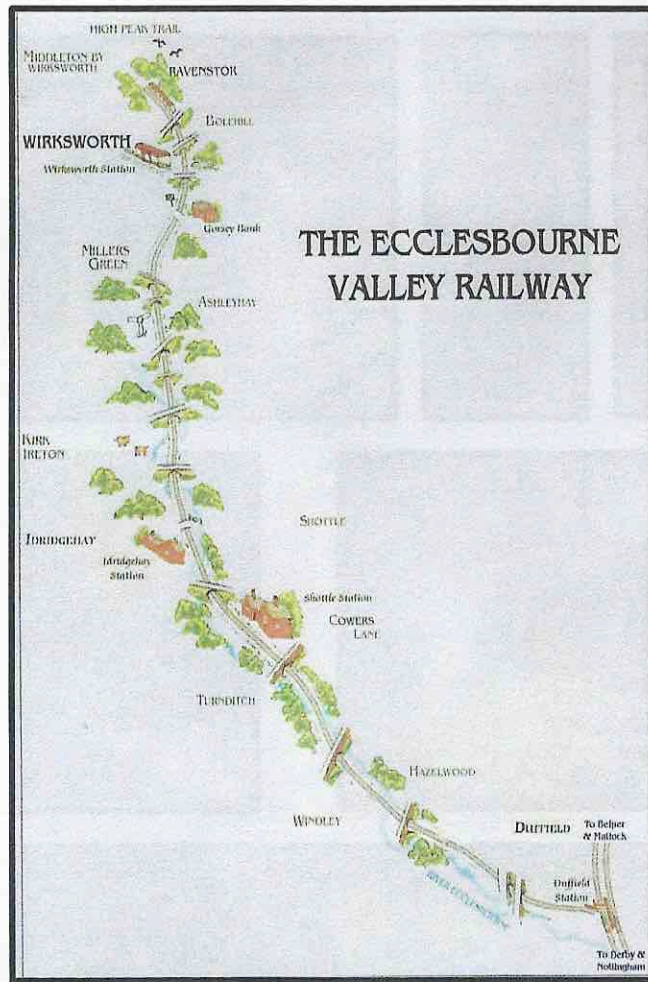 HIGH PEAK TRAIL
MIDDLETON BY
WIRKSWORTH
RAVENSTOR
BOLEHILL
WIRKSWORTH
Wirksworth Station
Gorsey Bank
THE ECCLESBOURNE
VALLEY RAILWAY
MILLERS
GREEN
ASHLEYHAY
KIRK
IRETON
SHOTTLE
IDRIDGEHAY
Idridgehay
Station
Shottle Station
COWERS
LANE
TURNDITCH
HAZELWOOD
WINDLEY
DUFFIELD
To Belper
& Matlock
Duffield
Station
RIVER ECCLESBOURNE
To Derby &
Nottingham